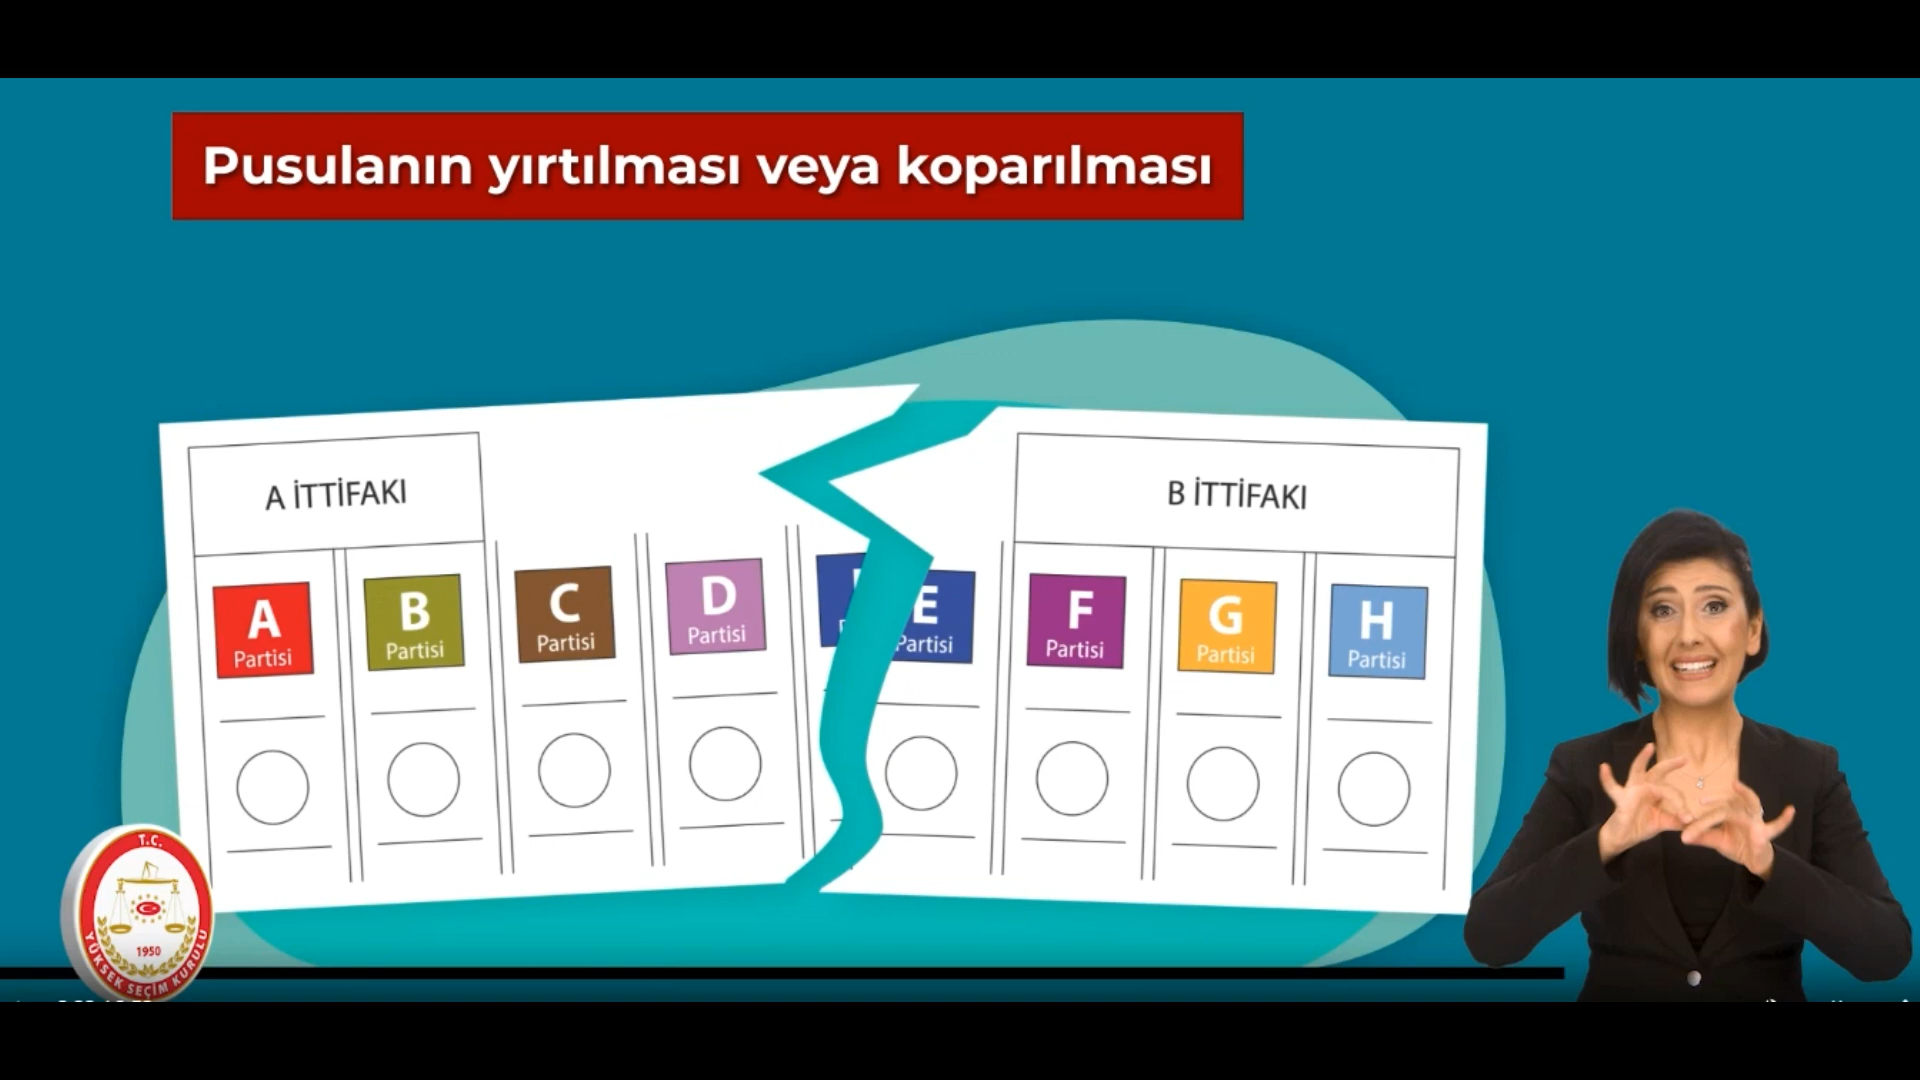 Pusulanın yırtılması veya koparılması
A İTTİFAKI
B İTTİFAKI
A
Partisi
B
Partisi
C
Partisi
D
Partisi
E
Partisi
F
Partisi
G
Partisi
H
Partisi
T.C.
1950
YÜKSEK SEÇİM KURULU